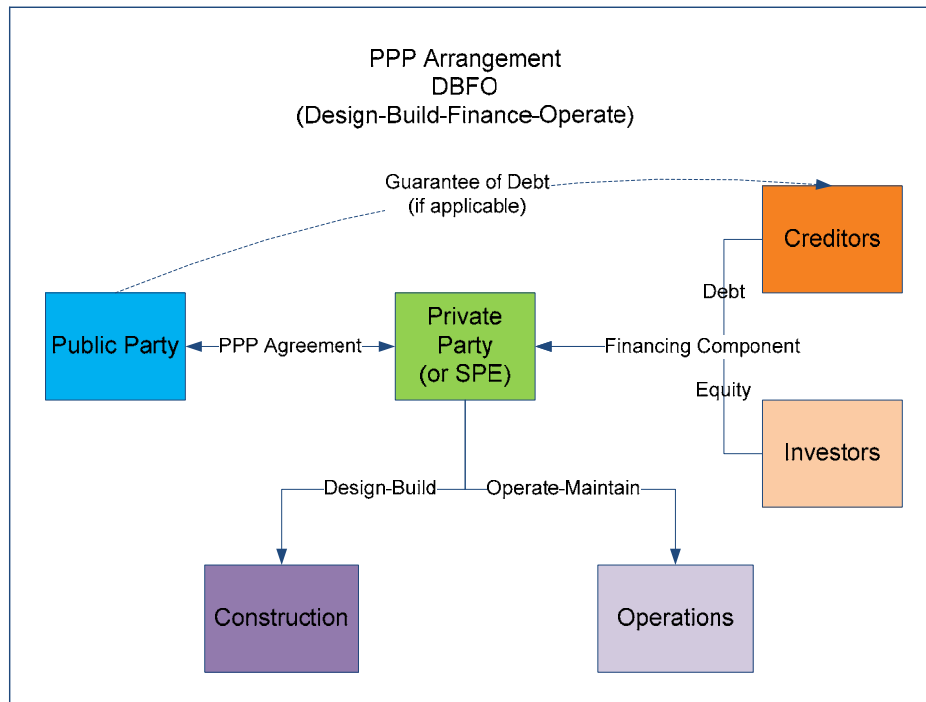 PPP Arrangement
DBFO
(Design-Build-Finance-Operate)
Guarantee of Debt
(if applicable)
Creditors
Debt
Public Party
PPP Agreement
Private
Party
(or SPE)
Financing Component
Equity
Investors
Design-Build
Operate-Maintain
Construction
Operations